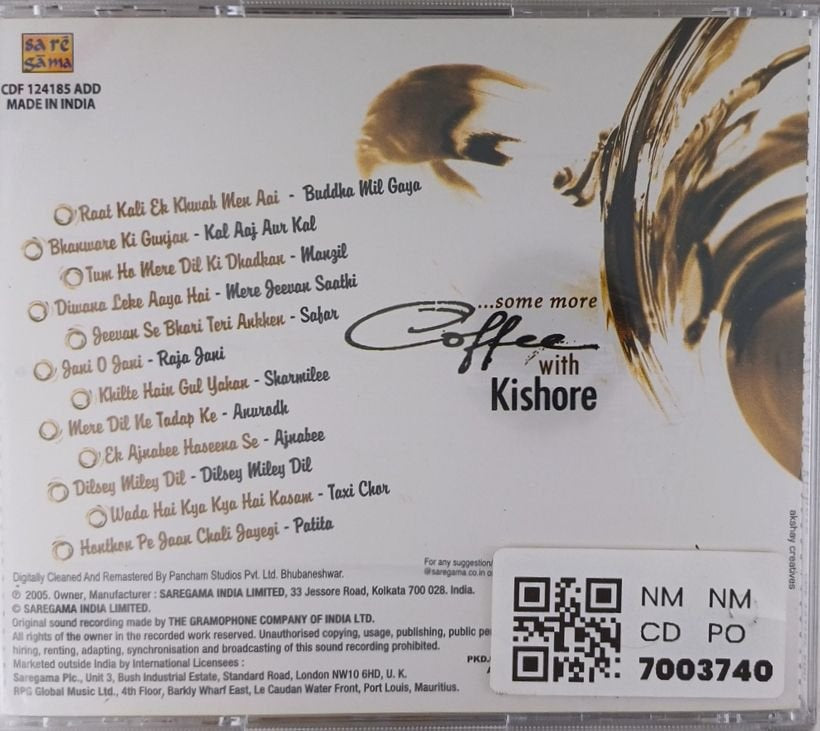 sa rē
gā ma
CDF 124185 ADD
MADE IN INDIA
Raat Kali Ek Khwab Men Aai - Buddha Mil Gaya
Bhanware Ki Gunjan - Kal Aaj Aur Kal
Tum Ho Mere Dil Ki Dhadkan - Manzil
Diwana Leke Aaya Hai - Mere Jeevan Saathi
Jeevan Se Bhari Teri Ankhen - Safar
Jani O Jani - Raja Jani
Khilte Hain Gul Yahan - Sharmilee
Mere Dil Ne Tadap Ke - Anurodh
Ek Ajnabee Haseena Se - Ajnabee
Dilsey Miley Dil - Dilsey Miley Dil
Wada Hai Kya Kya Hai Kasam - Taxi Chor
Honthon Pe Jaan Chali Jayegi - Patita
...some more
Coffee
with
Kishore
akshay creatives
Digitally Cleaned And Remastered By Pancham Studios Pvt. Ltd. Bhubaneshwar.
For any suggestion/
@saregama.co.in
℗ 2005. Owner, Manufacturer : SAREGAMA INDIA LIMITED, 33 Jessore Road, Kolkata 700 028. India.
© SAREGAMA INDIA LIMITED.
Original sound recording made by THE GRAMOPHONE COMPANY OF INDIA LTD.
All rights of the owner in the recorded work reserved. Unauthorised copying, usage, publishing, public
hiring, renting, adapting, synchronisation and broadcasting of this sound recording prohibited.
Marketed outside India by International Licensees :
PKD.
Saregama Plc., Unit 3, Bush Industrial Estate, Standard Road, London NW10 6HD, U. K.
RPG Global Music Ltd., 4th Floor, Barkly Wharf East, Le Caudan Water Front, Port Louis, Mauritius.
NM NM
CD PO
7003740